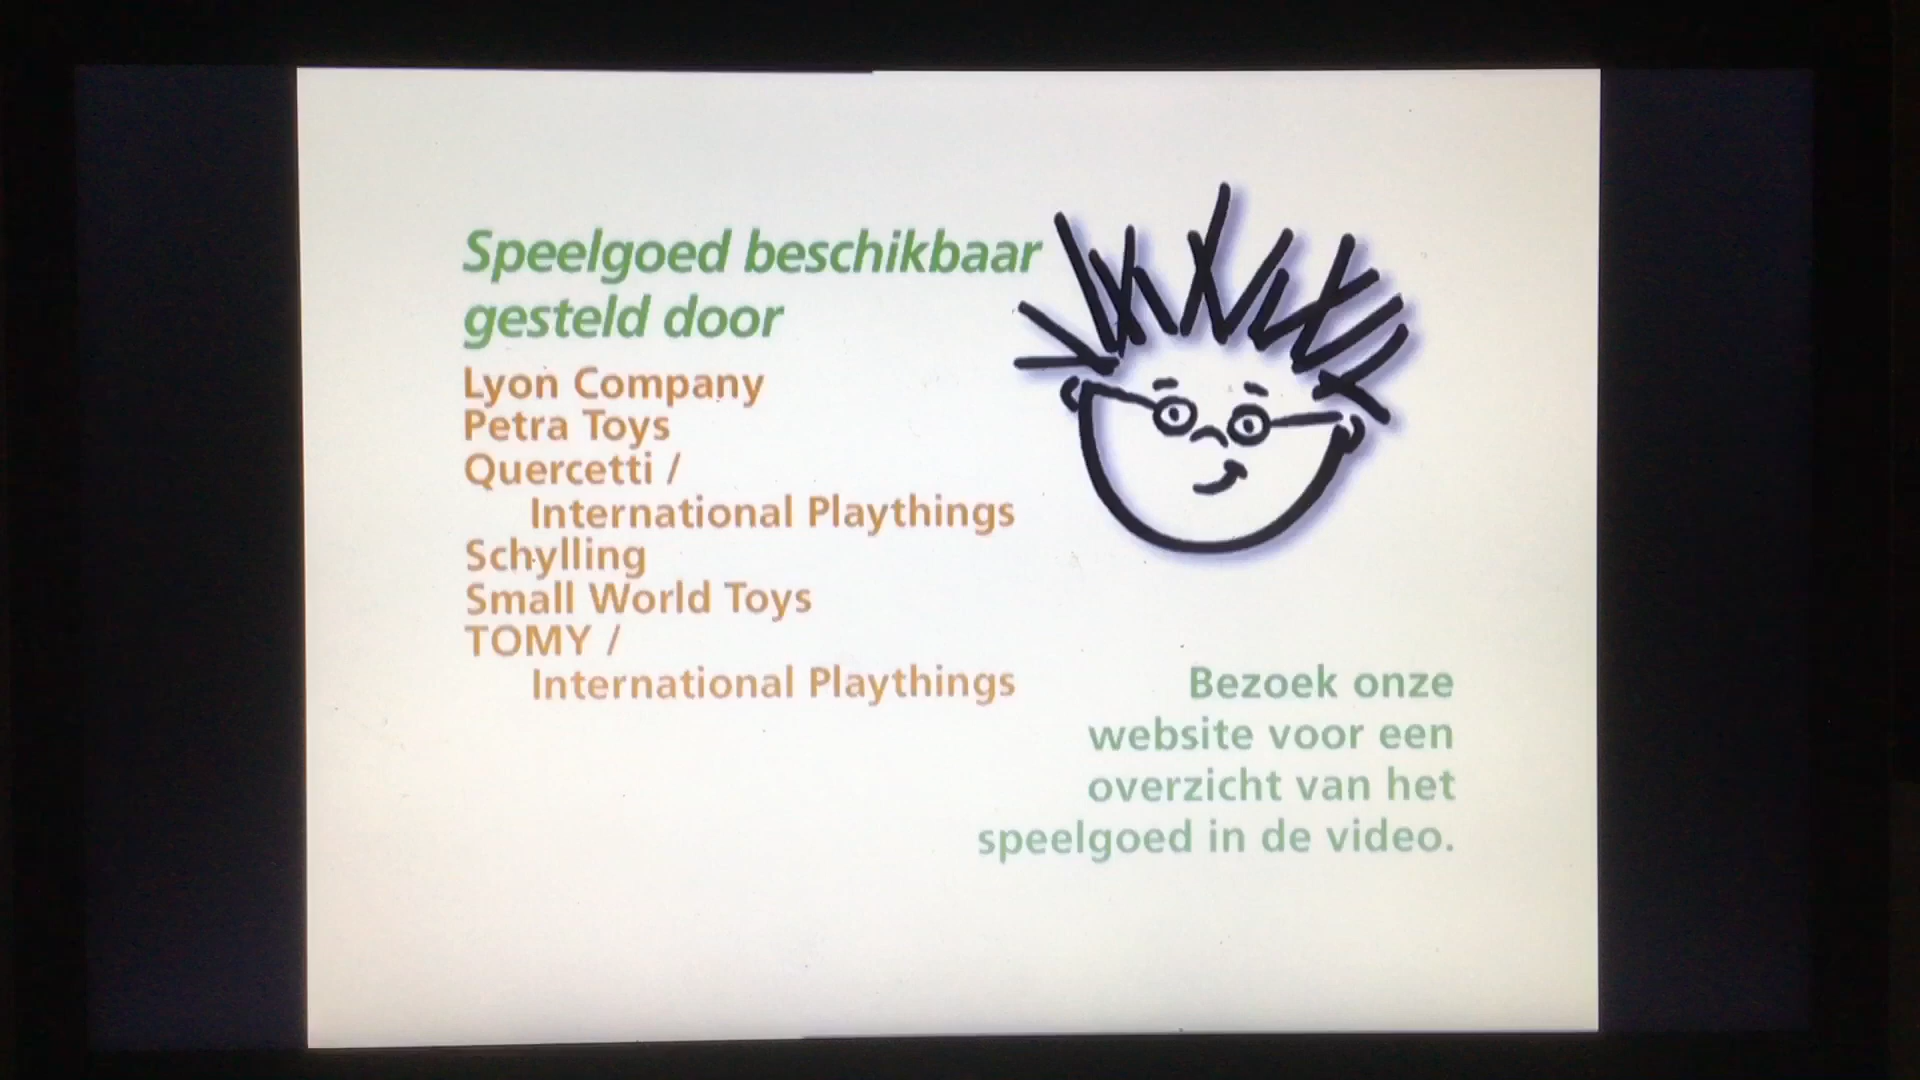 Speelgoed beschikbaar
gesteld door
Lyon Company
Petra Toys
Quercetti /
International Playthings
Schylling
Small World Toys
TOMY /
International Playthings
Bezoek onze
website voor een
overzicht van het
speelgoed in de video.